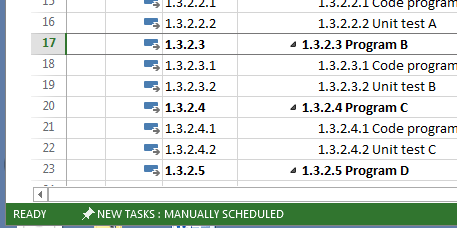 15 1.3.2.2.1 1.3.2.2.1 Code program
16 1.3.2.2.2 1.3.2.2.2 Unit test A
17 1.3.2.3 1.3.2.3 Program B
18 1.3.2.3.1 1.3.2.3.1 Code program
19 1.3.2.3.2 1.3.2.3.2 Unit test B
20 1.3.2.4 1.3.2.4 Program C
21 1.3.2.4.1 1.3.2.4.1 Code program
22 1.3.2.4.2 1.3.2.4.2 Unit test C
23 1.3.2.5 1.3.2.5 Program D
READY NEW TASKS : MANUALLY SCHEDULED